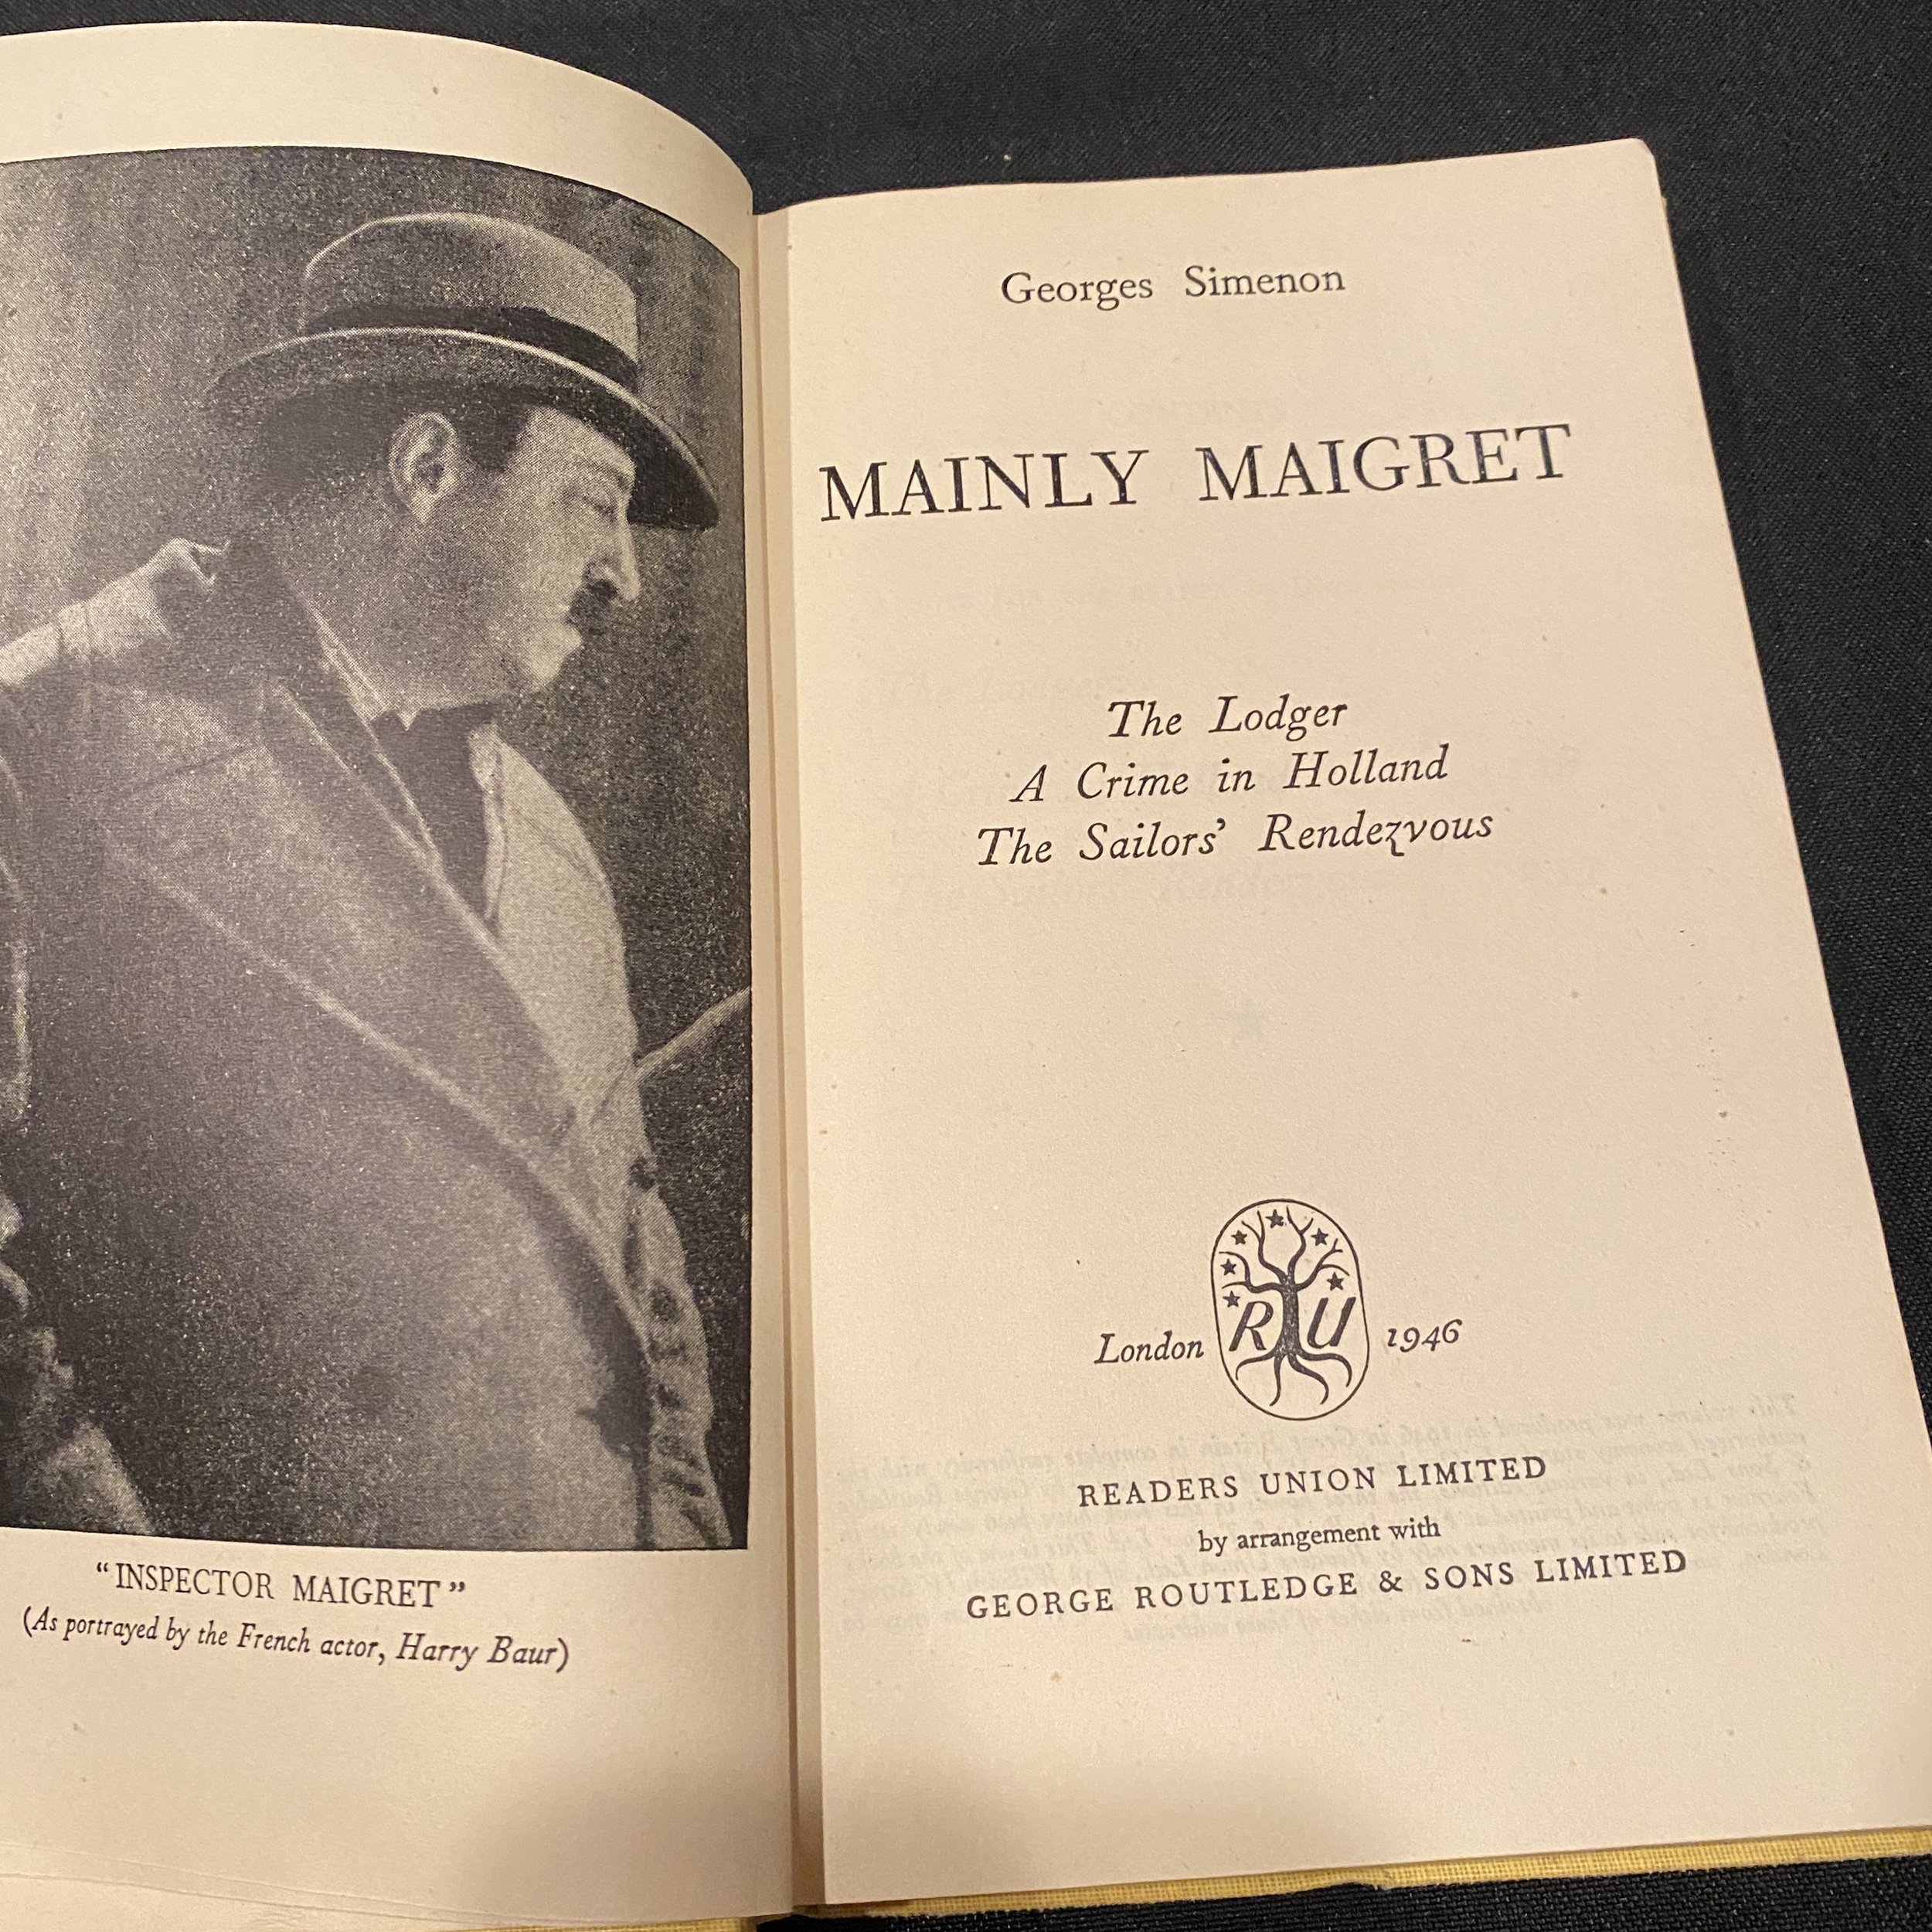 "INSPECTOR MAIGRET"
(As portrayed by the French actor, Harry Baur)
Georges Simenon
MAINLY MAIGRET
The Lodger
A Crime in Holland
The Sailors' Rendezvous
London RU 1946
READERS UNION LIMITED
by arrangement with
GEORGE ROUTLEDGE & SONS LIMITED